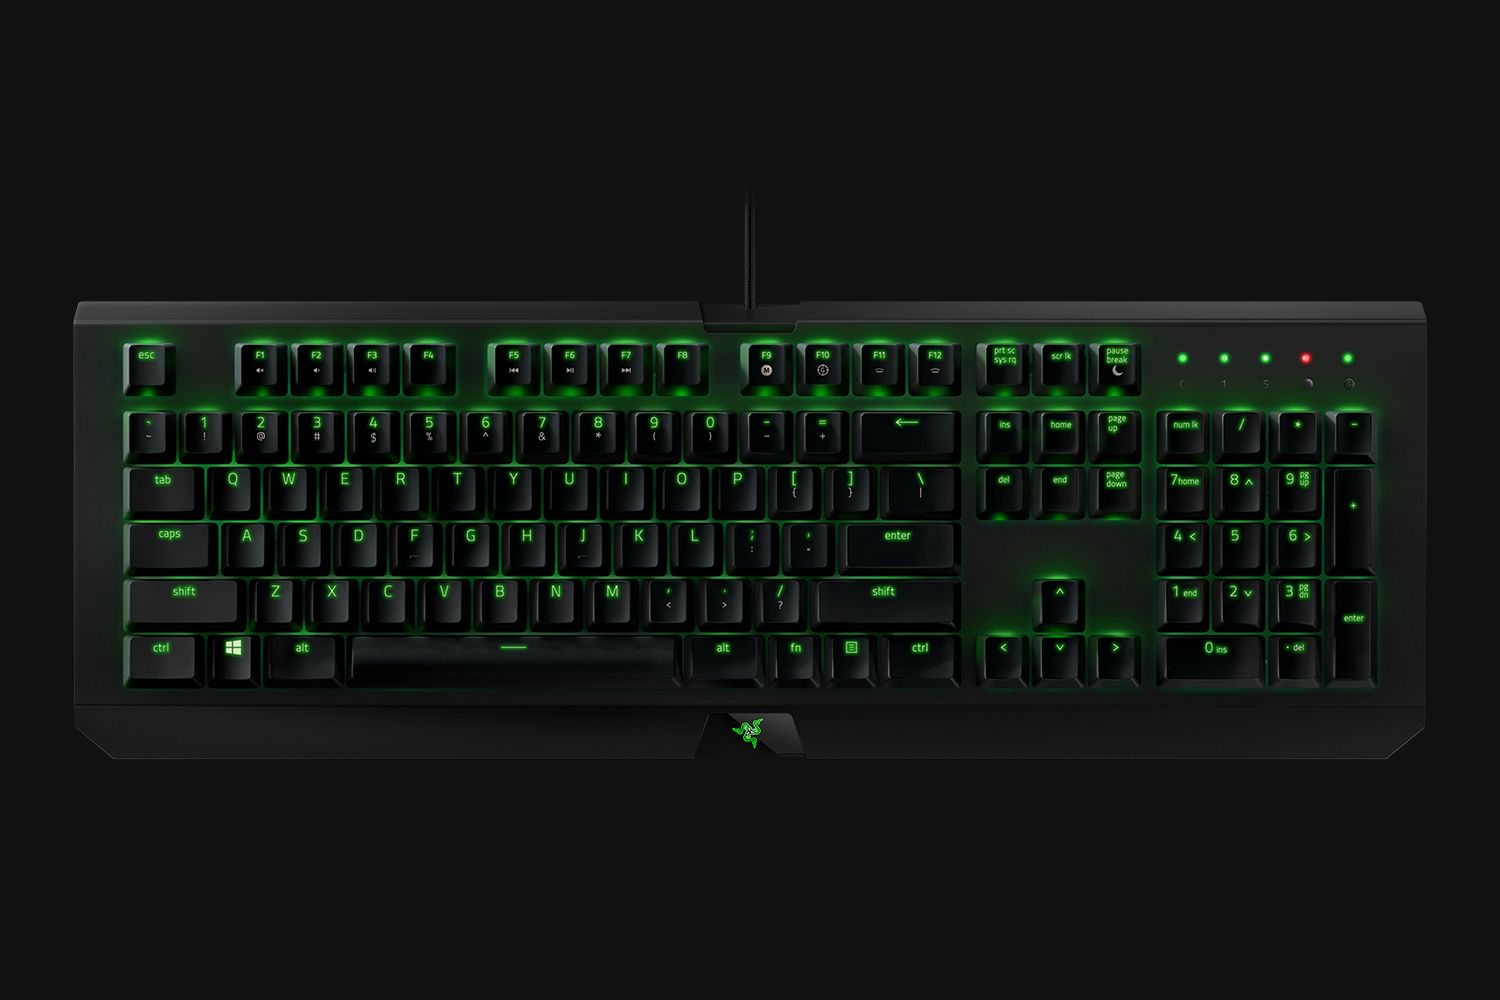 esc F1 F2 F3 F4 F5 F6 F7 F8 F9 F10 F11 F12 prt sc scr lk pause
sys rq break
M
C 1 S
` 1 2 3 4 5 6 7 8 9 0 - = ← ins home page up num lk / * -
~ ! @ # $ % ^ & * ( ) _ +
tab Q W E R T Y U I O P [ ] \ del end page down 7 home 8 ^ 9 pg up +
{ } |
caps A S D F G H J K L ; ' enter 4 < 5 6 >
: "
shift Z X C V B N M , . / shift ^ 1 end 2 v 3 pg dn enter
< > ?
ctrl alt — alt fn ctrl < v > 0 ins . del